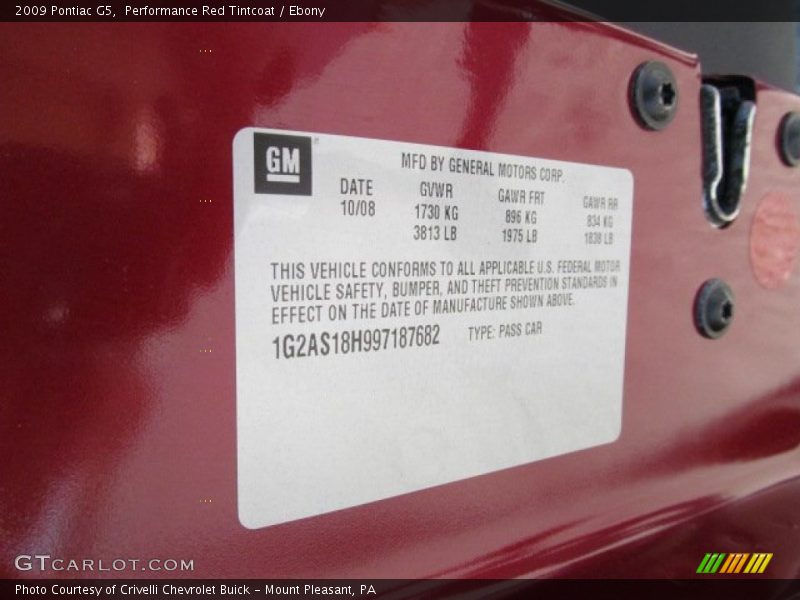 2009 Pontiac G5,  Performance Red Tintcoat / Ebony
GM
MFD BY GENERAL MOTORS CORP.
DATE GVWR GAWR FRT GAWR RR
10/08 1730 KG 896 KG 834 KG
3813 LB 1975 LB 1838 LB
THIS VEHICLE CONFORMS TO ALL APPLICABLE U.S. FEDERAL MOTOR
VEHICLE SAFETY, BUMPER, AND THEFT PREVENTION STANDARDS IN
EFFECT ON THE DATE OF MANUFACTURE SHOWN ABOVE.
1G2AS18H997187682 TYPE: PASS CAR
GTCARLOT.COM
Photo Courtesy of Crivelli Chevrolet Buick - Mount Pleasant, PA